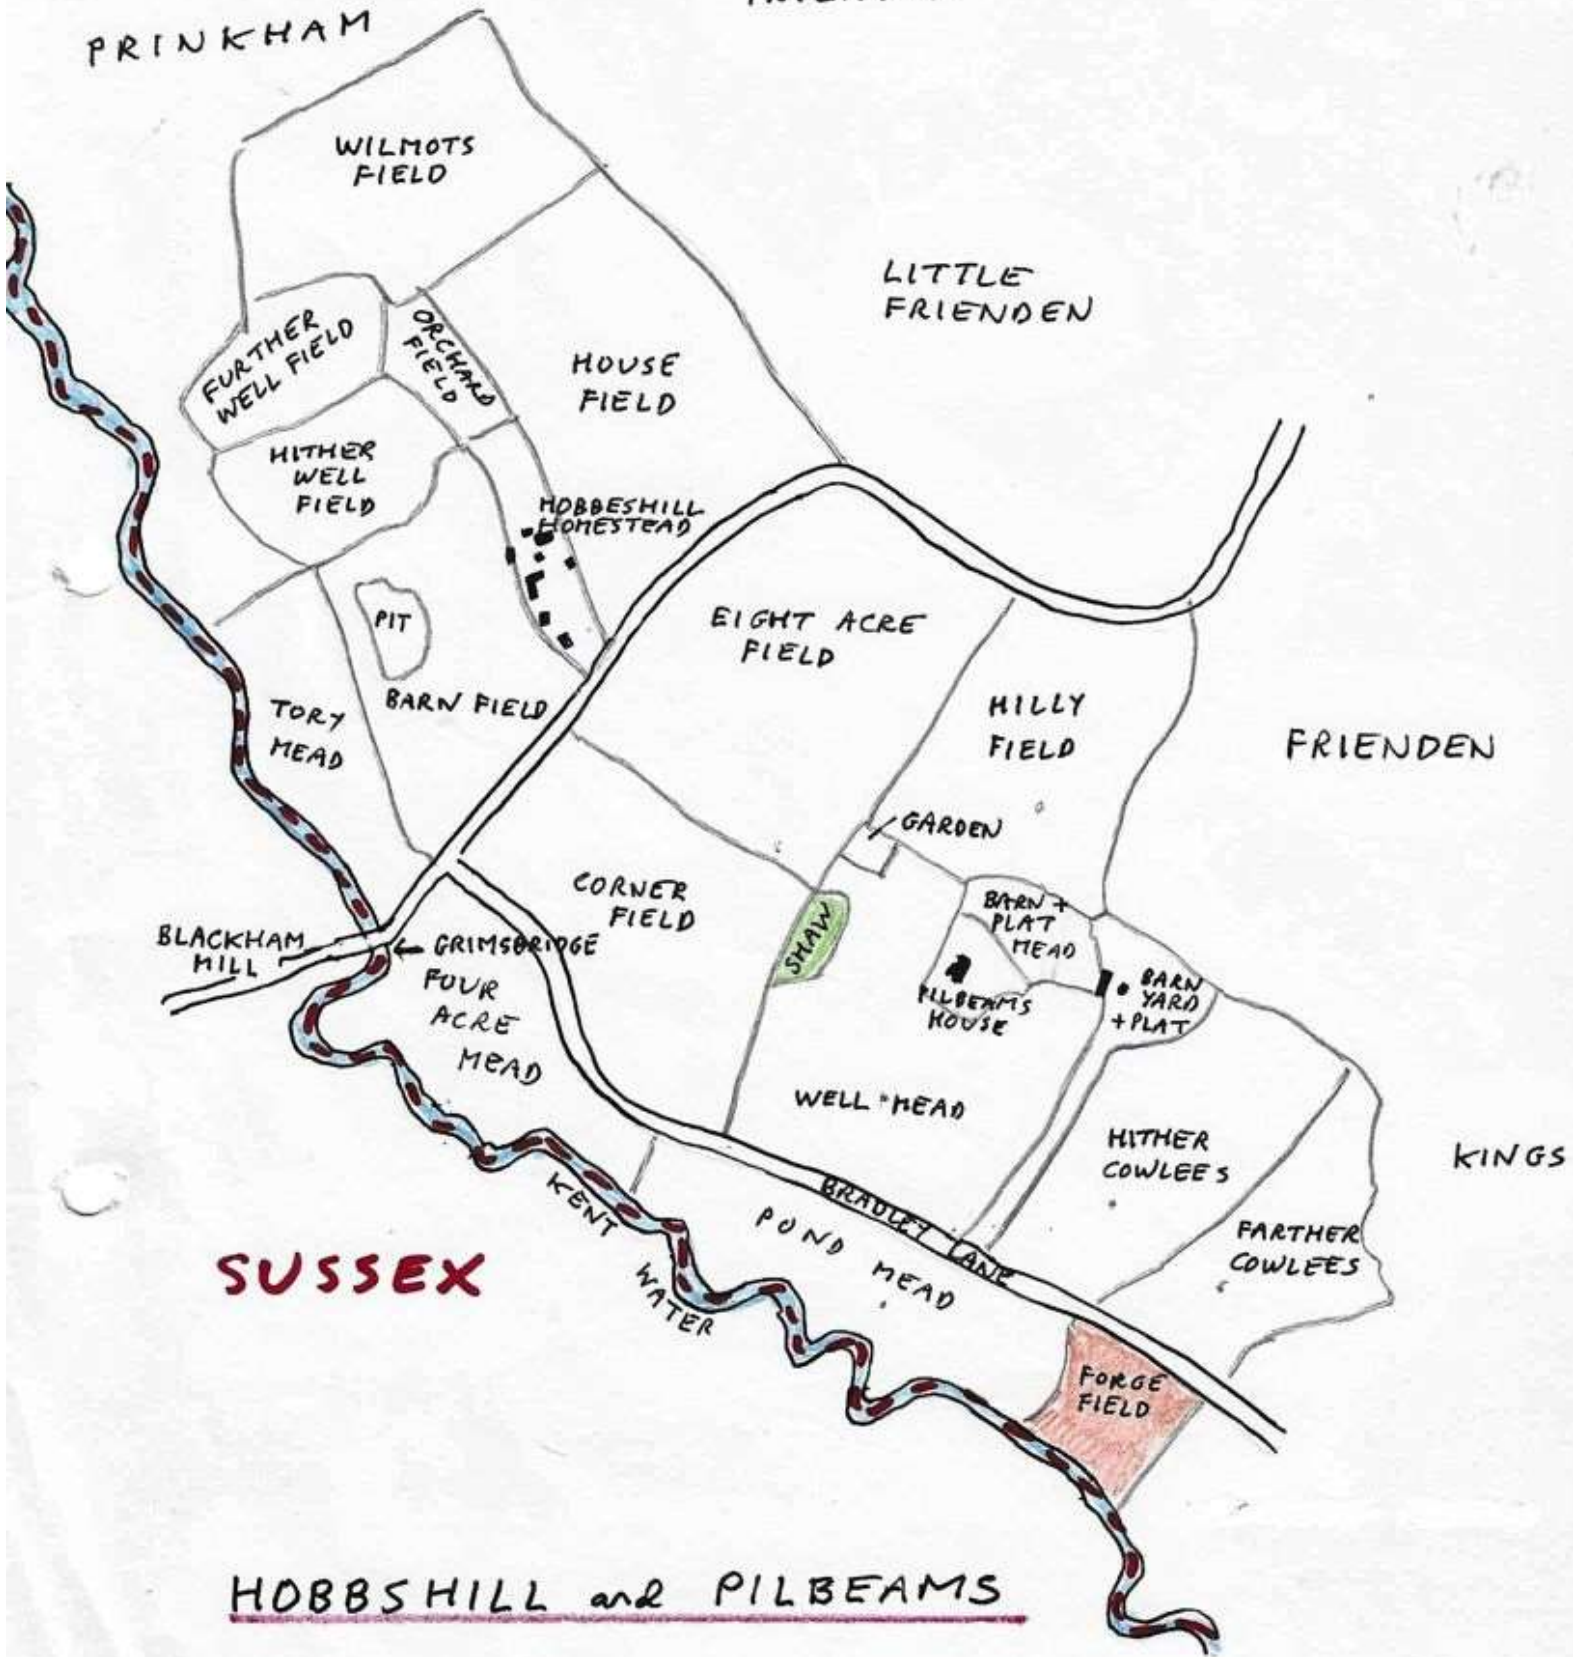 PRINKHAM
WILMOTS
FIELD
LITTLE
FRIENDEN
FURTHER
WELL FIELD
ORCHARD
FIELD
HOUSE
FIELD
HITHER
WELL
FIELD
HOBBESHILL
HOMESTEAD
PIT
EIGHT ACRE
FIELD
TORY
MEAD
BARN FIELD
HILLY
FIELD
FRIENDEN
GARDEN
CORNER
FIELD
SHAW
BARN +
PLAT
MEAD
BLACKHAM
MILL
GRIMSBRIDGE
FOUR
ACRE
MEAD
PILBEAMS
HOUSE
BARN
YARD
+ PLAT
WELL MEAD
HITHER
COWLEES
KINGS
KENT
WATER
BRADLEY
LANE
POND MEAD
FARTHER
COWLEES
SUSSEX
FORGE
FIELD
HOBBSHILL and PILBEAMS